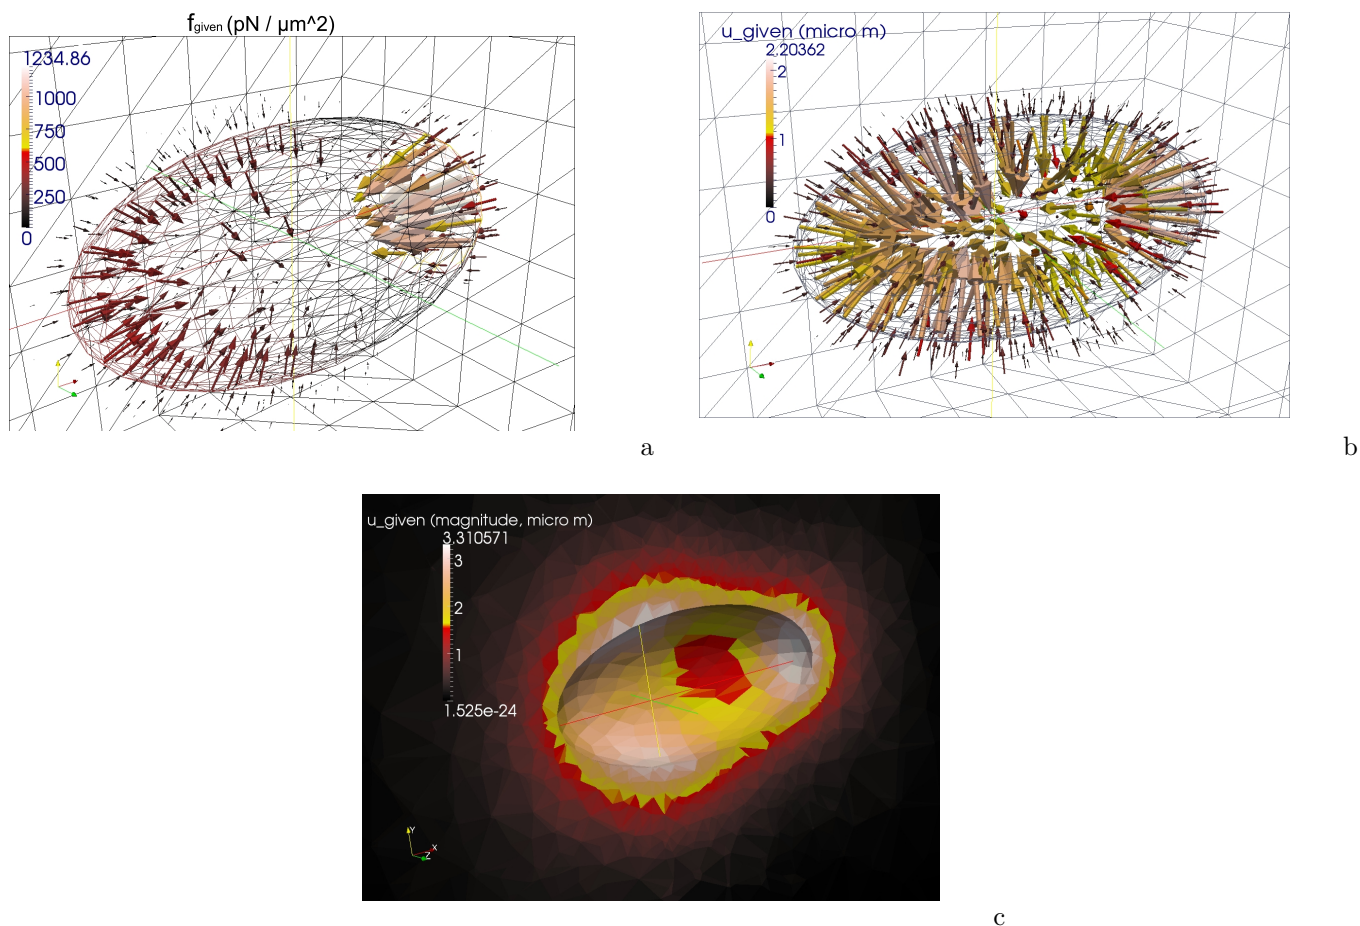 f_given (pN / μm^2)
1234.86
1000
750
500
250
0
u_given (micro m)
2.20362
2
1
0
a
b
u_given (magnitude, micro m)
3.310571
3
2
1
1.525e-24
Y
X
Z
c